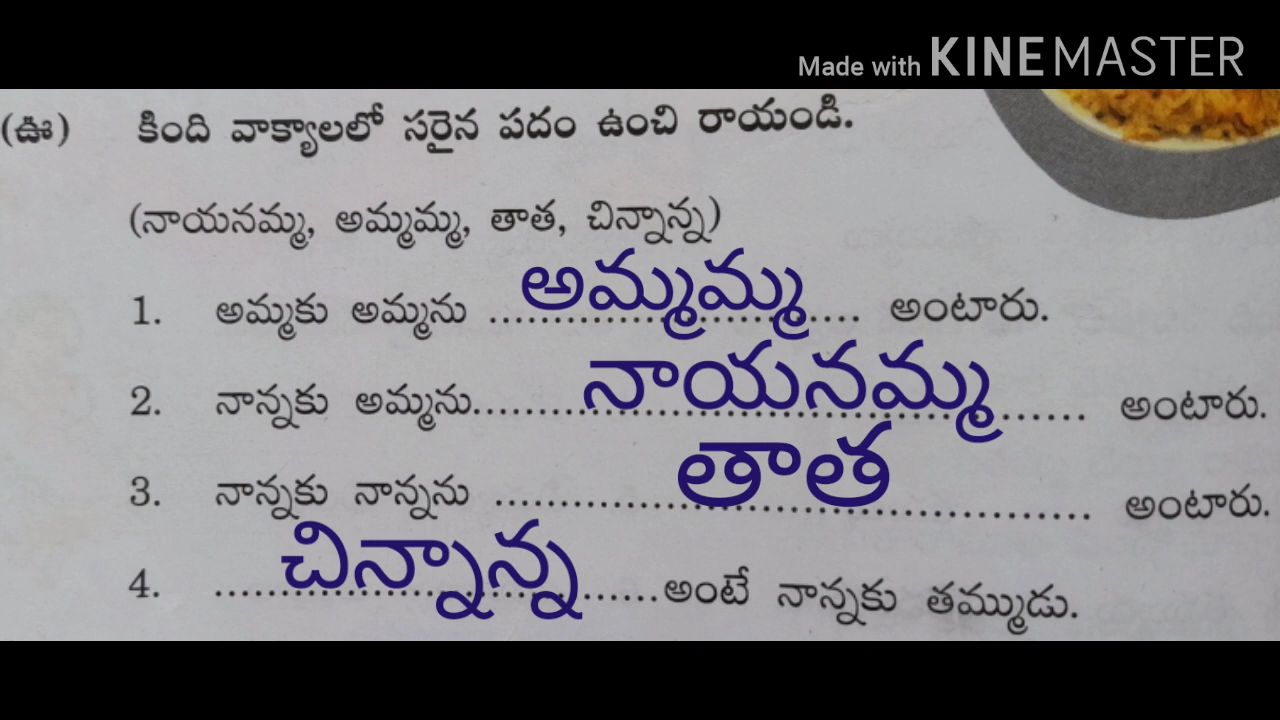 Made with KINEMASTER
(ఊ) కింది వాక్యాలలో సరైన పదం ఉంచి రాయండి.
(నాయనమ్మ, అమ్మమ్మ, తాత, చిన్నాన్న)
1. అమ్మకు అమ్మను ...అమ్మమ్మ... అంటారు.
2. నాన్నకు అమ్మను...నాయనమ్మ... అంటారు.
3. నాన్నకు నాన్నను ...తాత... అంటారు.
4. ...చిన్నాన్న...అంటే నాన్నకు తమ్ముడు.